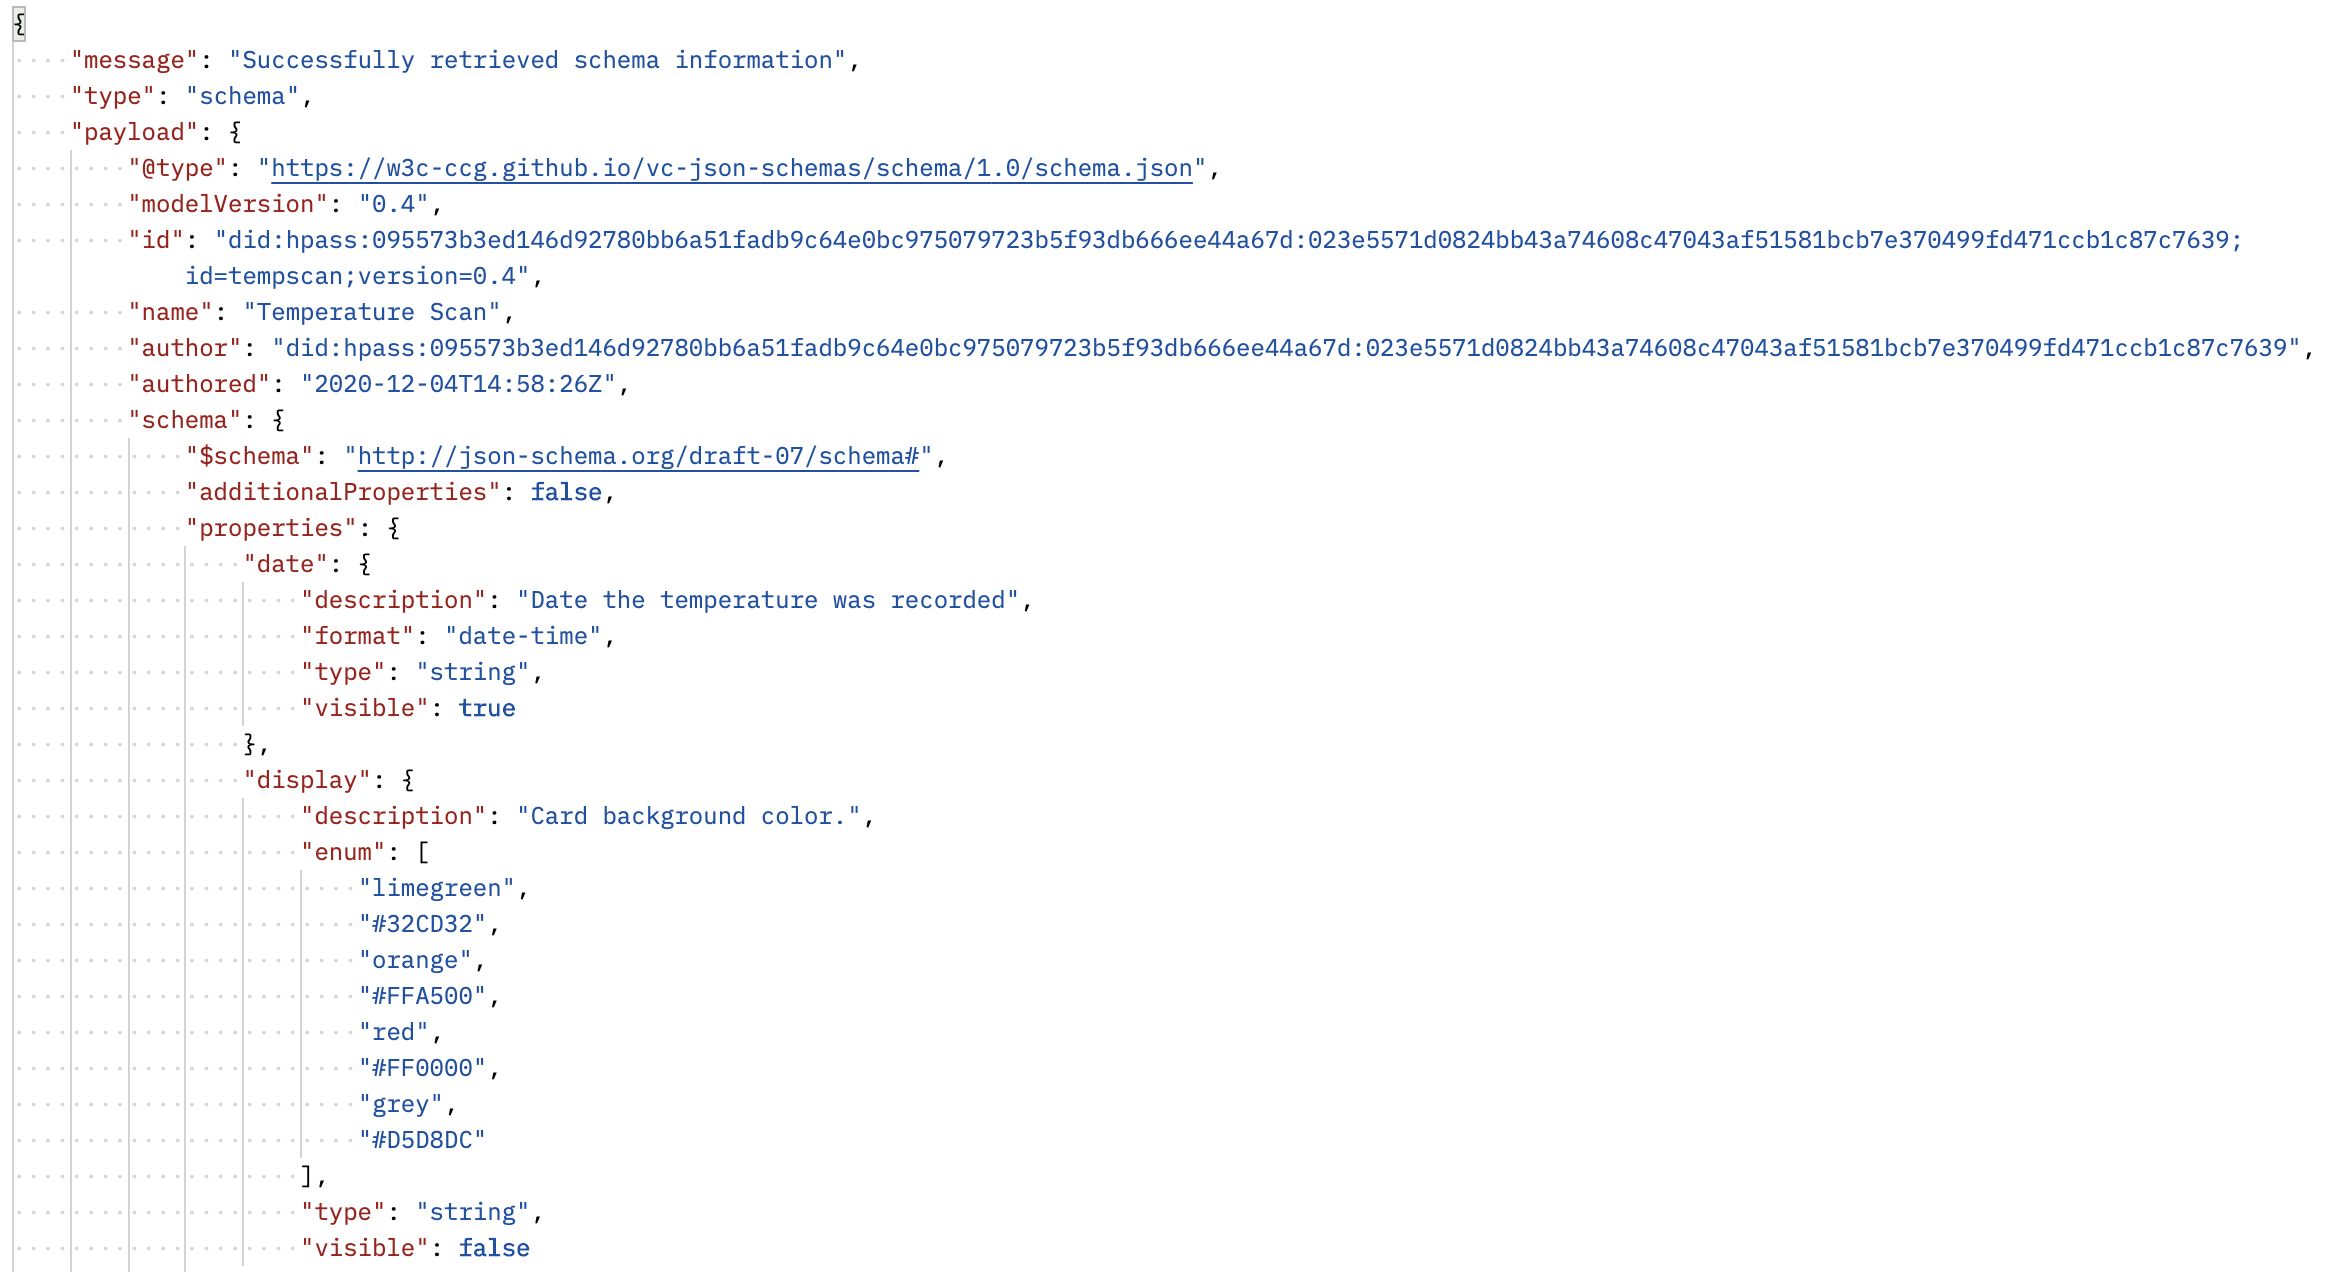 {
    "message": "Successfully retrieved schema information",
    "type": "schema",
    "payload": {
        "@type": "https://w3c-ccg.github.io/vc-json-schemas/schema/1.0/schema.json",
        "modelVersion": "0.4",
        "id": "did:hpass:095573b3ed146d92780bb6a51fadb9c64e0bc975079723b5f93db666ee44a67d:023e5571d0824bb43a74608c47043af51581bcb7e370499fd471ccb1c87c7639;
            id=tempscan;version=0.4",
        "name": "Temperature Scan",
        "author": "did:hpass:095573b3ed146d92780bb6a51fadb9c64e0bc975079723b5f93db666ee44a67d:023e5571d0824bb43a74608c47043af51581bcb7e370499fd471ccb1c87c7639",
        "authored": "2020-12-04T14:58:26Z",
        "schema": {
            "$schema": "http://json-schema.org/draft-07/schema#",
            "additionalProperties": false,
            "properties": {
                "date": {
                    "description": "Date the temperature was recorded",
                    "format": "date-time",
                    "type": "string",
                    "visible": true
                },
                "display": {
                    "description": "Card background color.",
                    "enum": [
                        "limegreen",
                        "#32CD32",
                        "orange",
                        "#FFA500",
                        "red",
                        "#FF0000",
                        "grey",
                        "#D5D8DC"
                    ],
                    "type": "string",
                    "visible": false